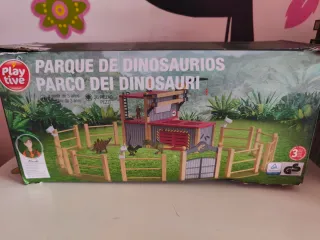 Play
tive
PARQUE DE DINOSAURIOS
PARCO DEI DINOSAURI
3+